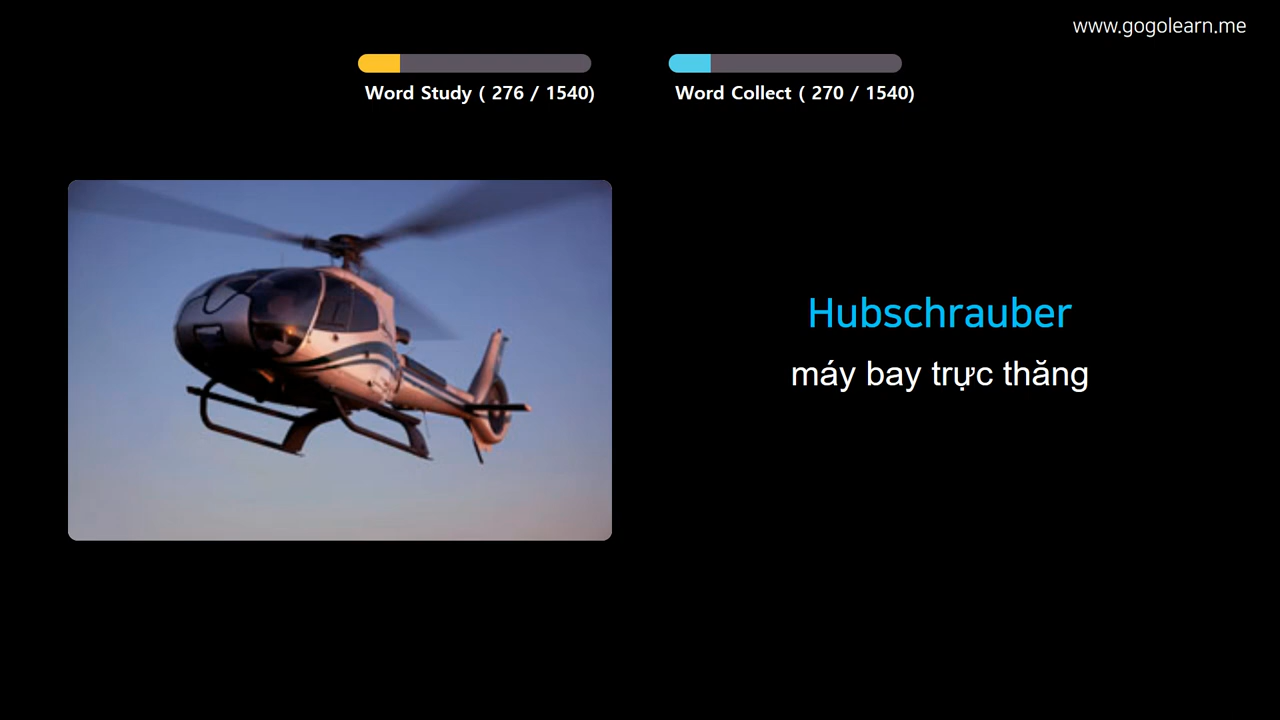 www.gogolearn.me
Word Study ( 276 / 1540)
Word Collect ( 270 / 1540)
Hubschrauber
máy bay trực thăng